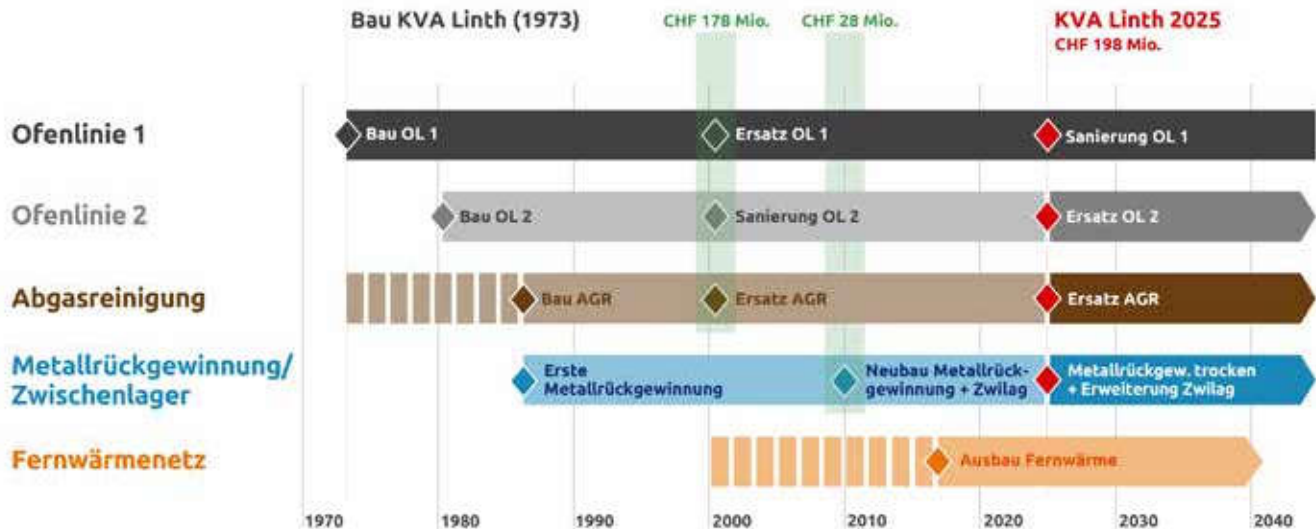 Bau KVA Linth (1973)
CHF 178 Mio.
CHF 28 Mio.
KVA Linth 2025
CHF 198 Mio.
Ofenlinie 1
Bau OL 1
Ersatz OL 1
Sanierung OL 1
Ofenlinie 2
Bau OL 2
Sanierung OL 2
Ersatz OL 2
Abgasreinigung
Bau AGR
Ersatz AGR
Ersatz AGR
Metallrückgewinnung/
Zwischenlager
Erste
Metallrückgewinnung
Neubau Metallrück-
gewinnung + Zwilag
Metallrückgew. trocken
+ Erweiterung Zwilag
Fernwärmenetz
Ausbau Fernwärme
1970
1980
1990
2000
2010
2020
2030
2040